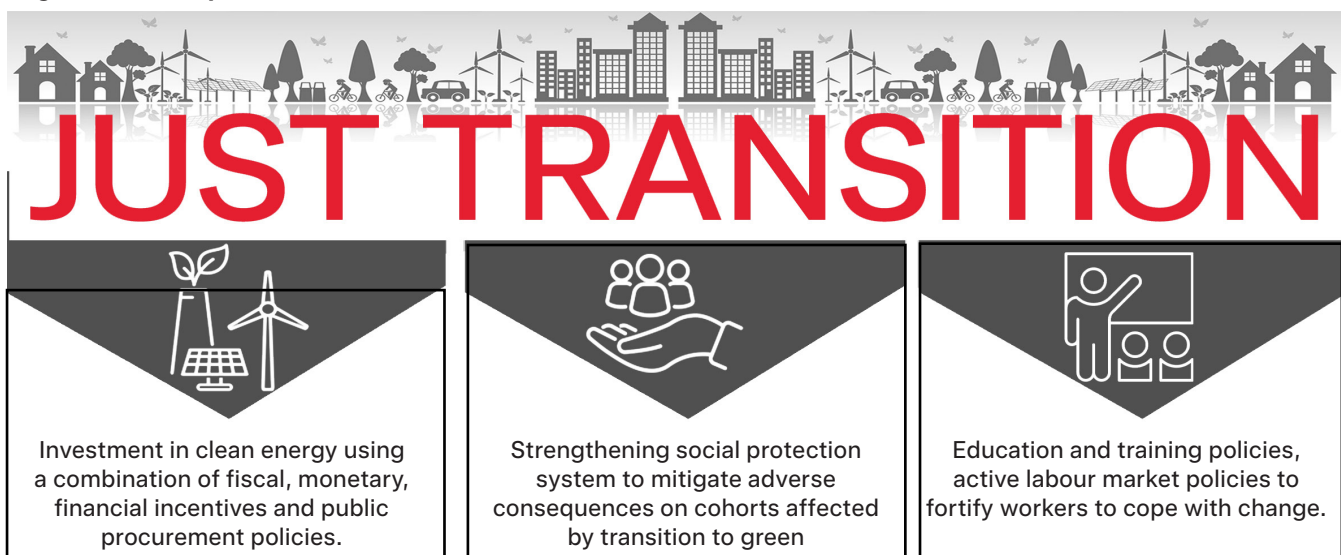 JUST TRANSITION
Investment in clean energy using
a combination of fiscal, monetary,
financial incentives and public
procurement policies.
Strengthening social protection
system to mitigate adverse
consequences on cohorts affected
by transition to green
Education and training policies,
active labour market policies to
fortify workers to cope with change.